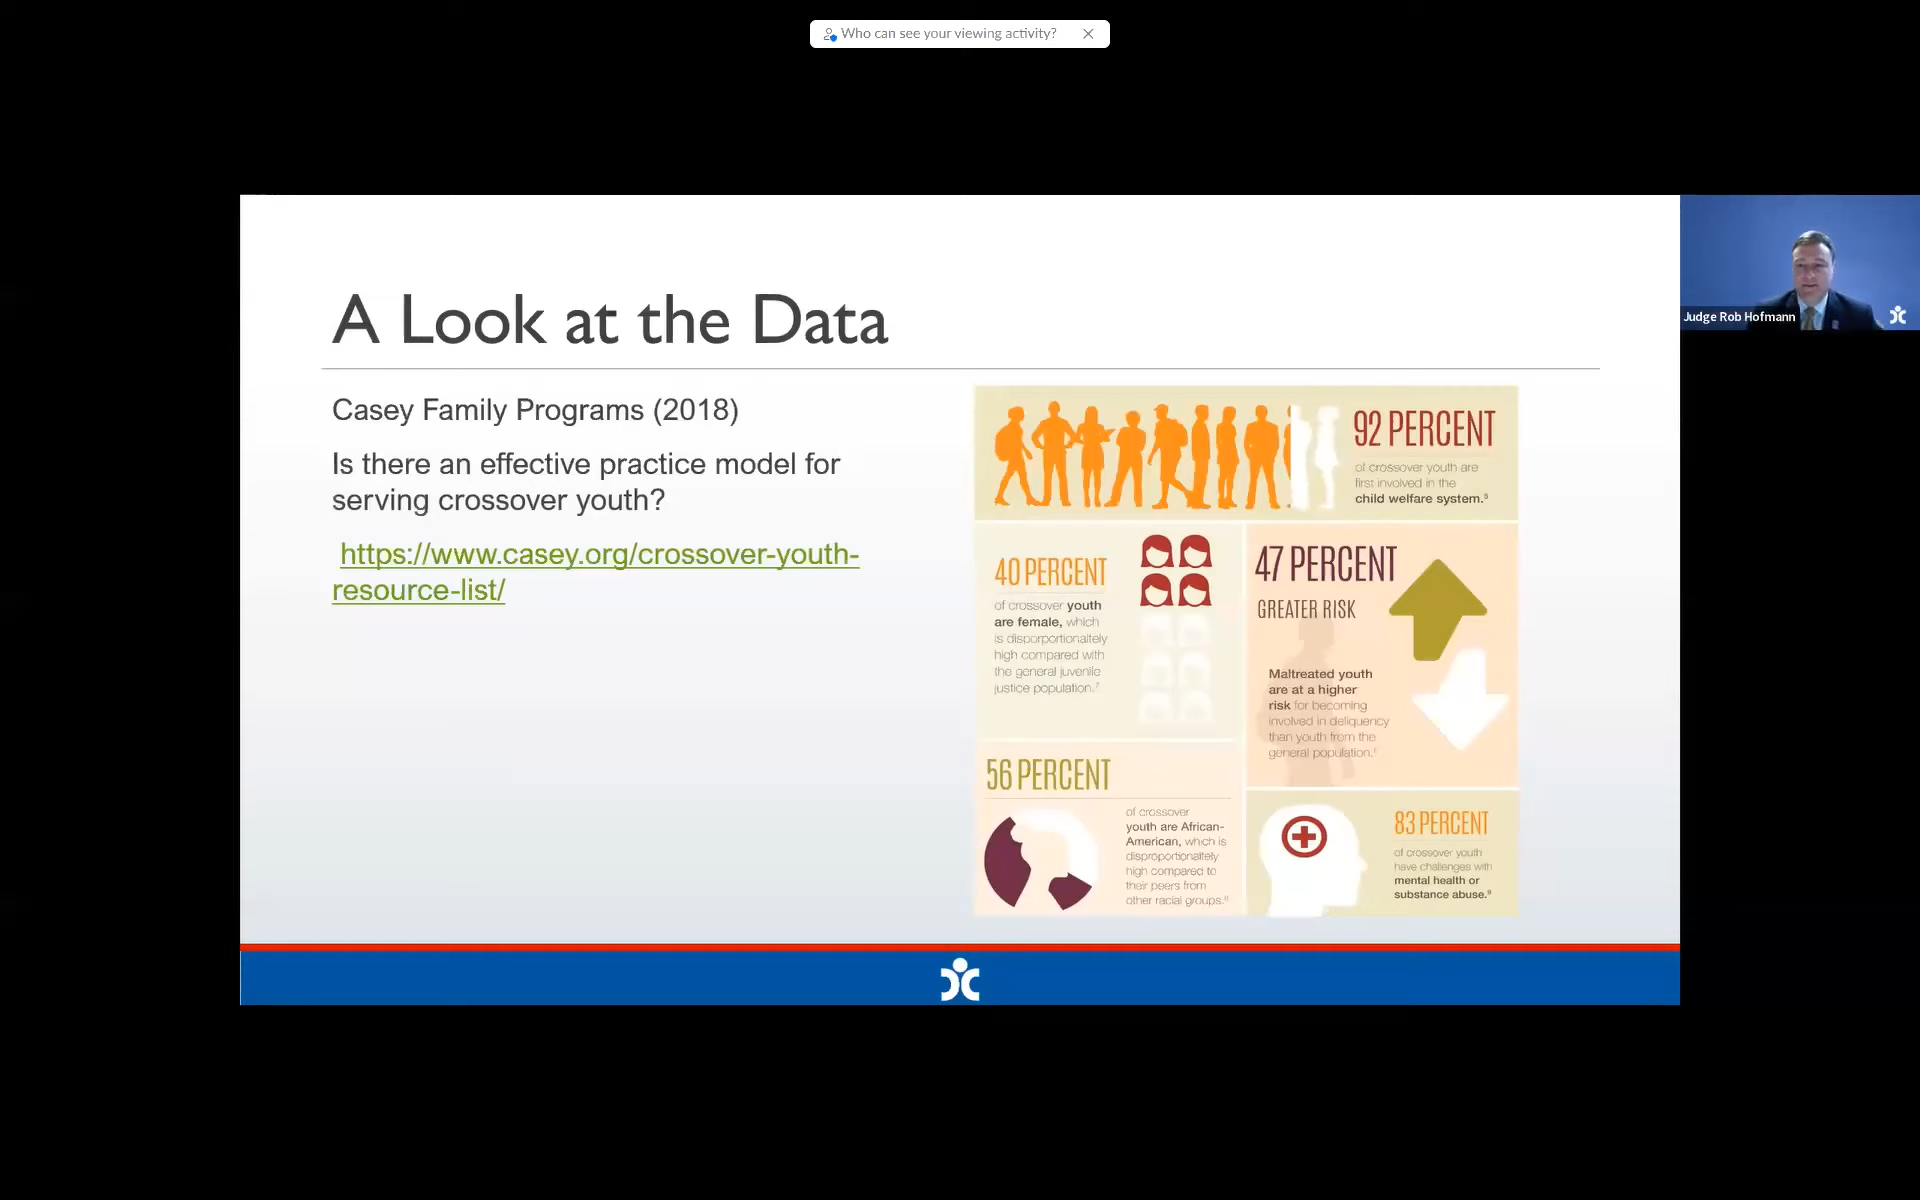 Who can see your viewing activity?
A Look at the Data
Casey Family Programs (2018)
Is there an effective practice model for
serving crossover youth?
https://www.casey.org/crossover-youth-
resource-list/
92 PERCENT
of crossover youth are
first involved in the
child welfare system.⁵
40 PERCENT
of crossover youth
are female, which
is disporportionaltely
high compared with
the general juvenile
justice population.⁷
47 PERCENT
GREATER RISK
Maltreated youth
are at a higher
risk for becoming
involved in deliquency
than youth from the
general population.¹
56 PERCENT
of crossover
youth are African-
American, which is
disproportionaltely
high compared to
their peers from
other racial groups.
83 PERCENT
of crossover youth
have challenges with
mental health or
substance abuse.⁹
Judge Rob Hofmann